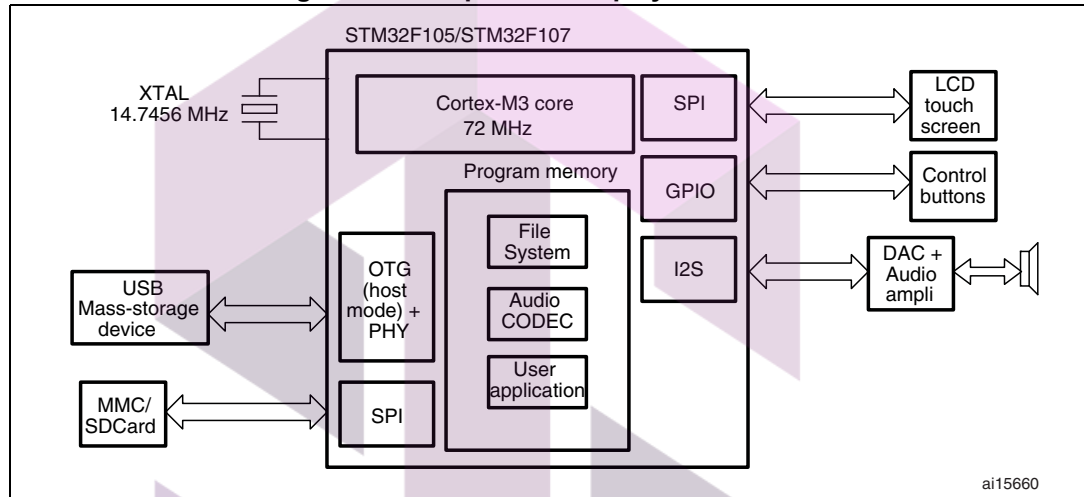 STM32F105/STM32F107
XTAL
14.7456 MHz
Cortex-M3 core
72 MHz
SPI
LCD
touch
screen
Program memory
GPIO
Control
buttons
File
System
I2S
DAC +
Audio
ampli
OTG
(host
mode) +
PHY
USB
Mass-storage
device
Audio
CODEC
User
application
MMC/
SDCard
SPI
ai15660